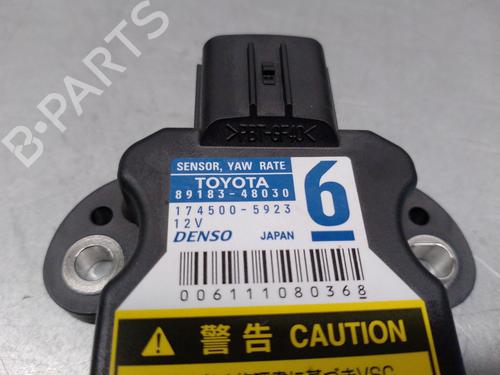 >PBT-GF40<
SENSOR, YAW RATE
TOYOTA
89183-48030
6
174500-5923
12V
DENSO JAPAN
006111080368
警告 CAUTION
B-PARTS